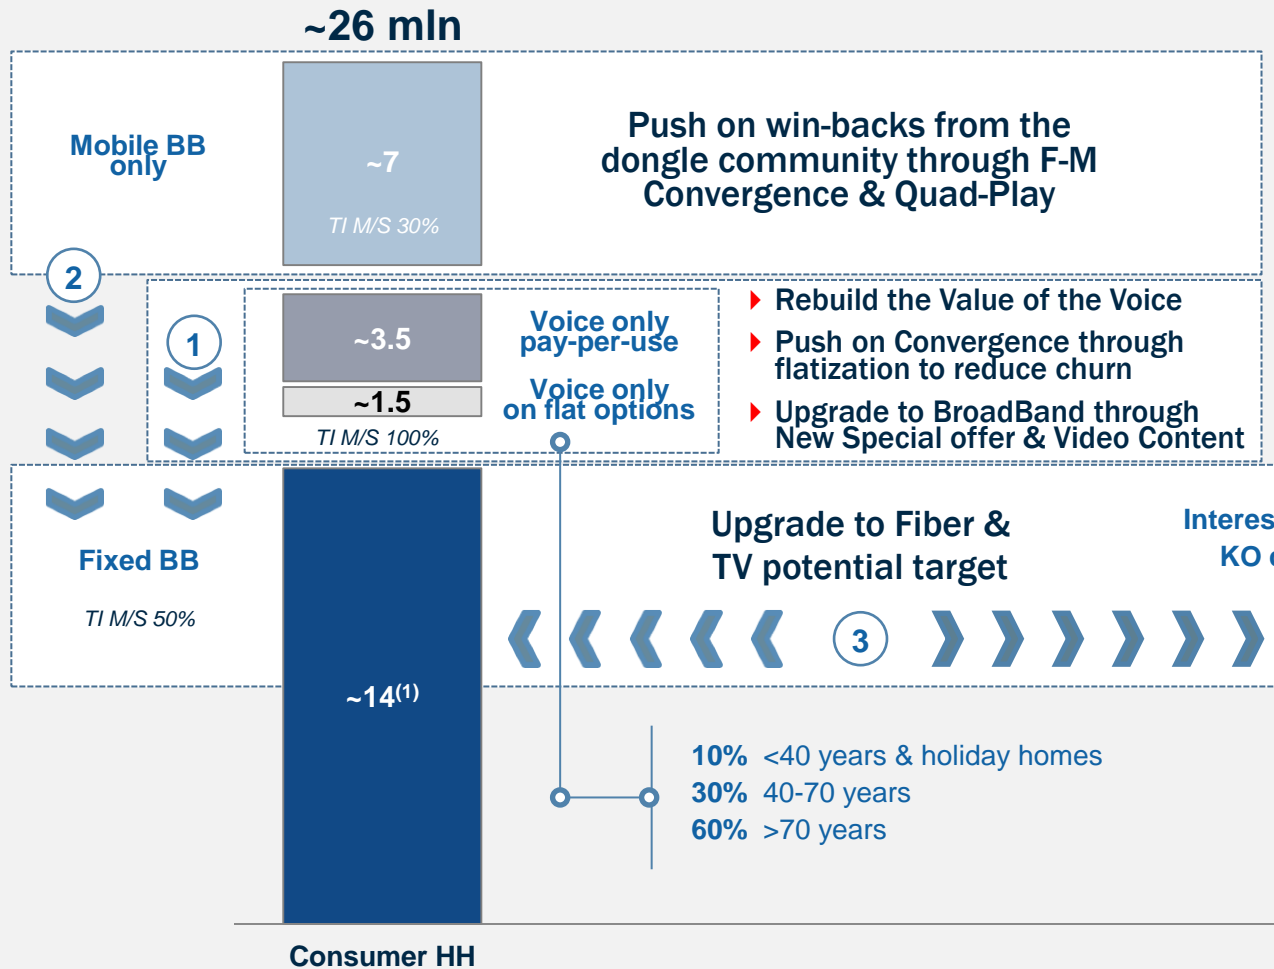 ~26 mln
Mobile BB
only
~7
TI M/S 30%
Push on win-backs from the
dongle community through F-M
Convergence & Quad-Play
2
1
~3.5
Voice only
pay-per-use
~1.5
Voice only
on flat options
TI M/S 100%
Rebuild the Value of the Voice
Push on Convergence through
flatization to reduce churn
Upgrade to BroadBand through
New Special offer & Video Content
Fixed BB
TI M/S 50%
~14(1)
Upgrade to Fiber &
TV potential target
Interes
KO
3
10% <40 years & holiday homes
30% 40-70 years
60% >70 years
Consumer HH